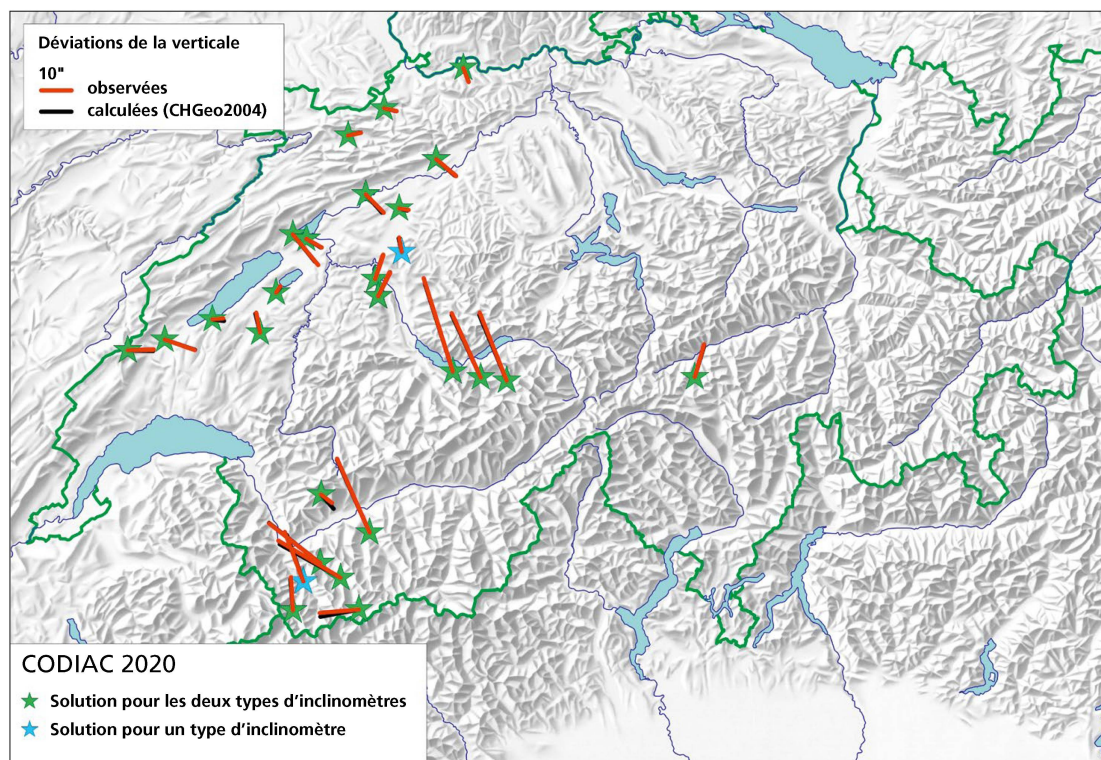 Déviations de la verticale
10"
observées
calculées (CHGeo2004)
CODIAC 2020
Solution pour les deux types d'inclinomètres
Solution pour un type d'inclinomètre